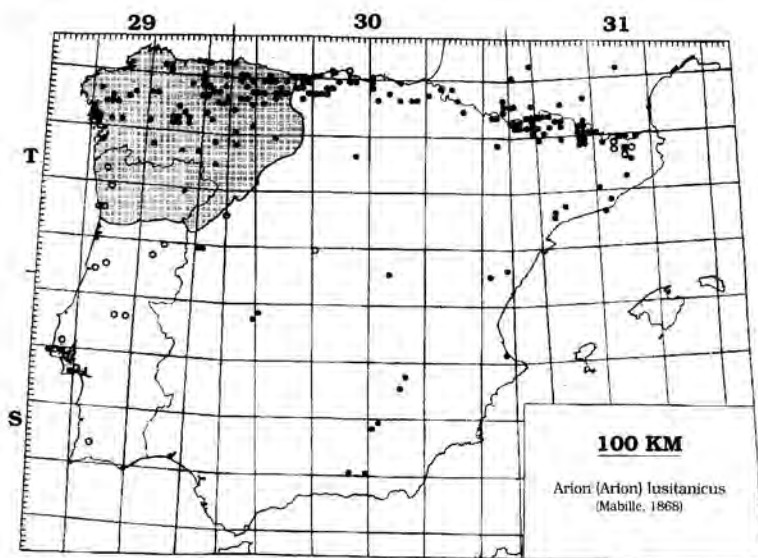 29 30 31
T
S
100 KM
Arion (Arion) lusitanicus
(Mabille, 1868)